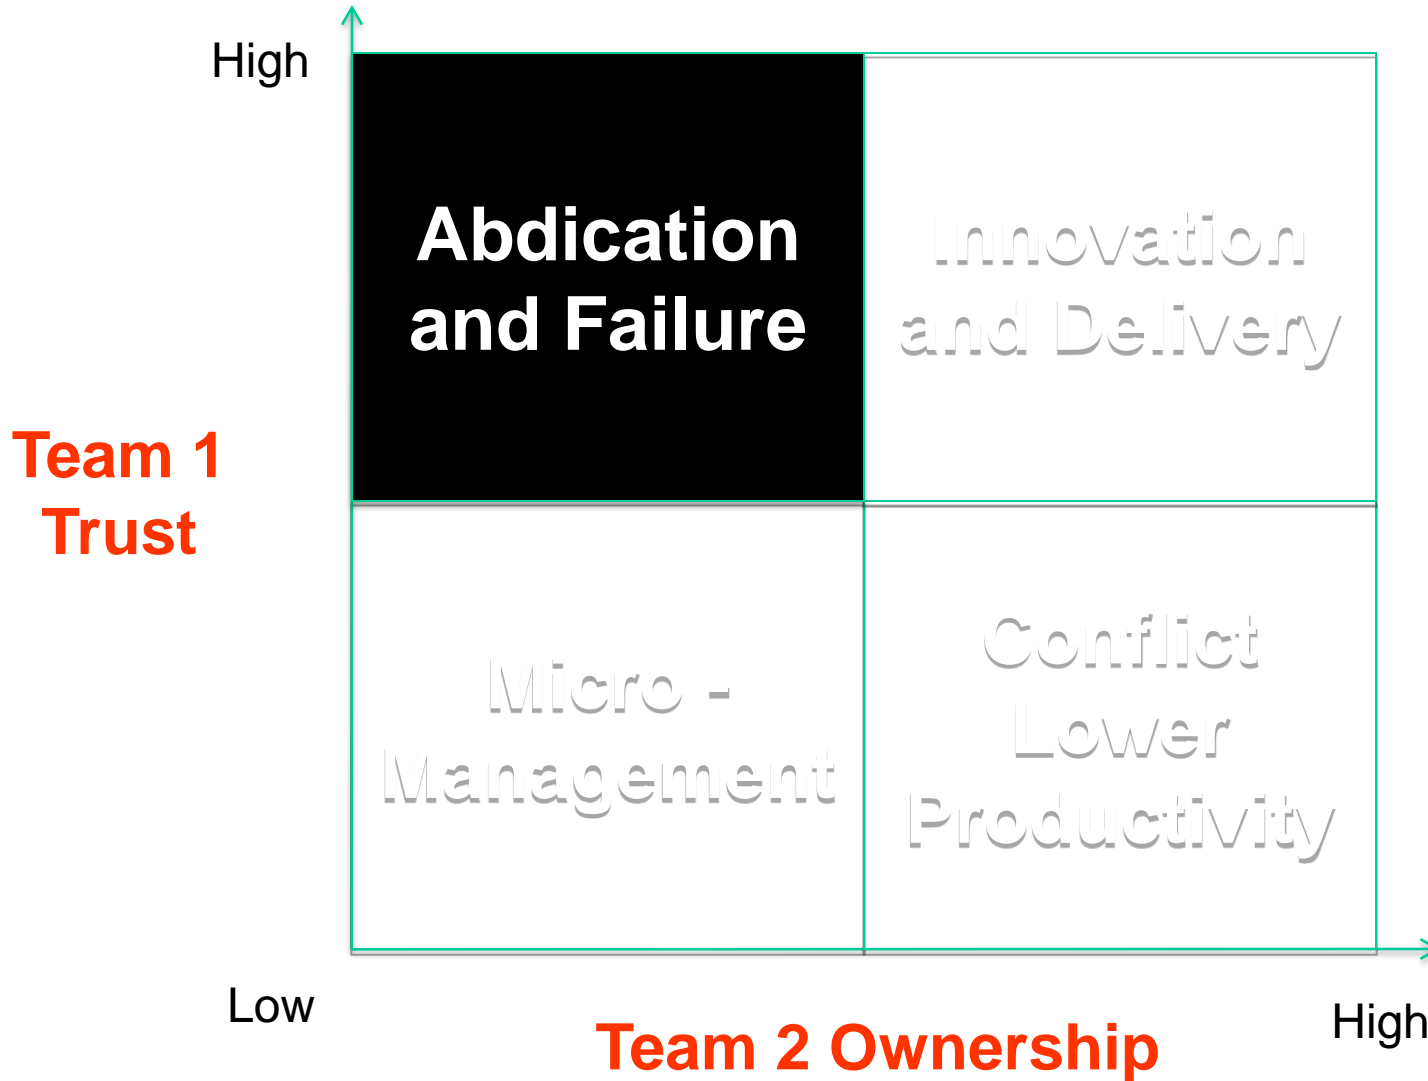 High
Abdication
and Failure
Innovation
and Delivery
Team 1
Trust
Micro -
Management
Conflict
Lower
Productivity
Low
High
Team 2 Ownership